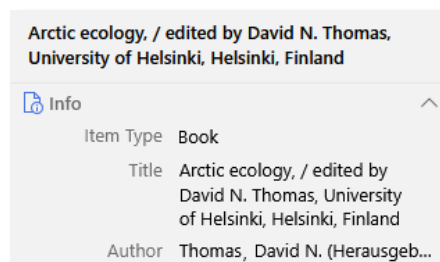 Arctic ecology, / edited by David N. Thomas,
University of Helsinki, Helsinki, Finland
Info
Item Type Book
Title Arctic ecology, / edited by
David N. Thomas, University
of Helsinki, Helsinki, Finland
Author Thomas, David N. (Herausgeb...